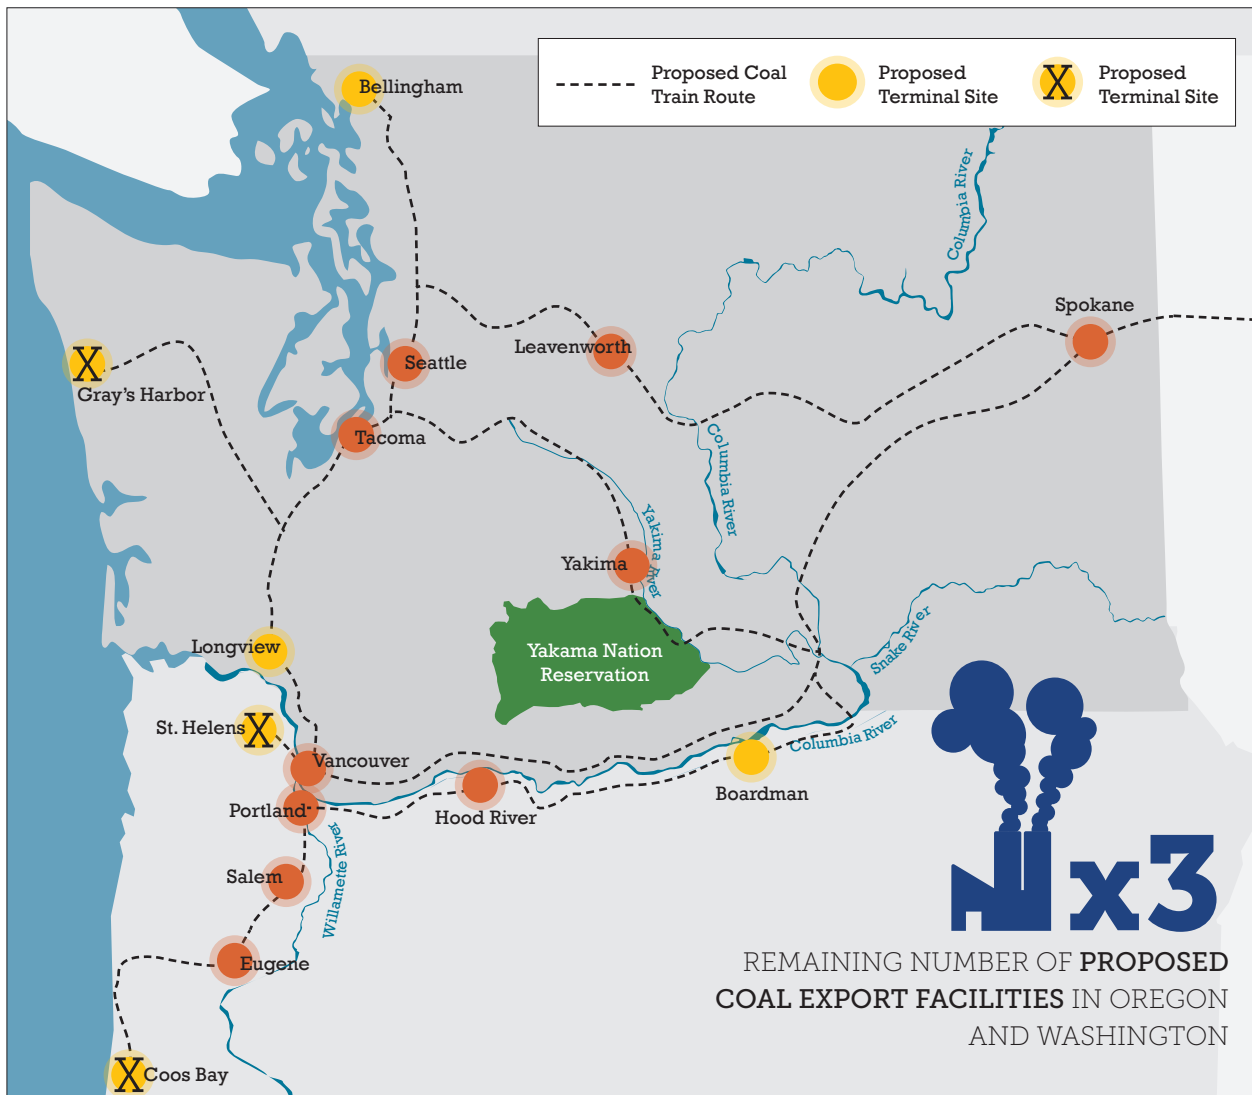 Proposed Coal
Train Route
Proposed
Terminal Site
X
Proposed
Terminal Site
Bellingham
Columbia River
Spokane
Leavenworth
Seattle
X
Gray's Harbor
Tacoma
Columbia River
Yakima River
Yakima
Snake River
Longview
Yakama Nation
Reservation
St. Helens
X
Columbia River
Vancouver
Boardman
Portland
Hood River
Willamette River
Salem
x3
Eugene
REMAINING NUMBER OF PROPOSED
COAL EXPORT FACILITIES IN OREGON
AND WASHINGTON
X
Coos Bay